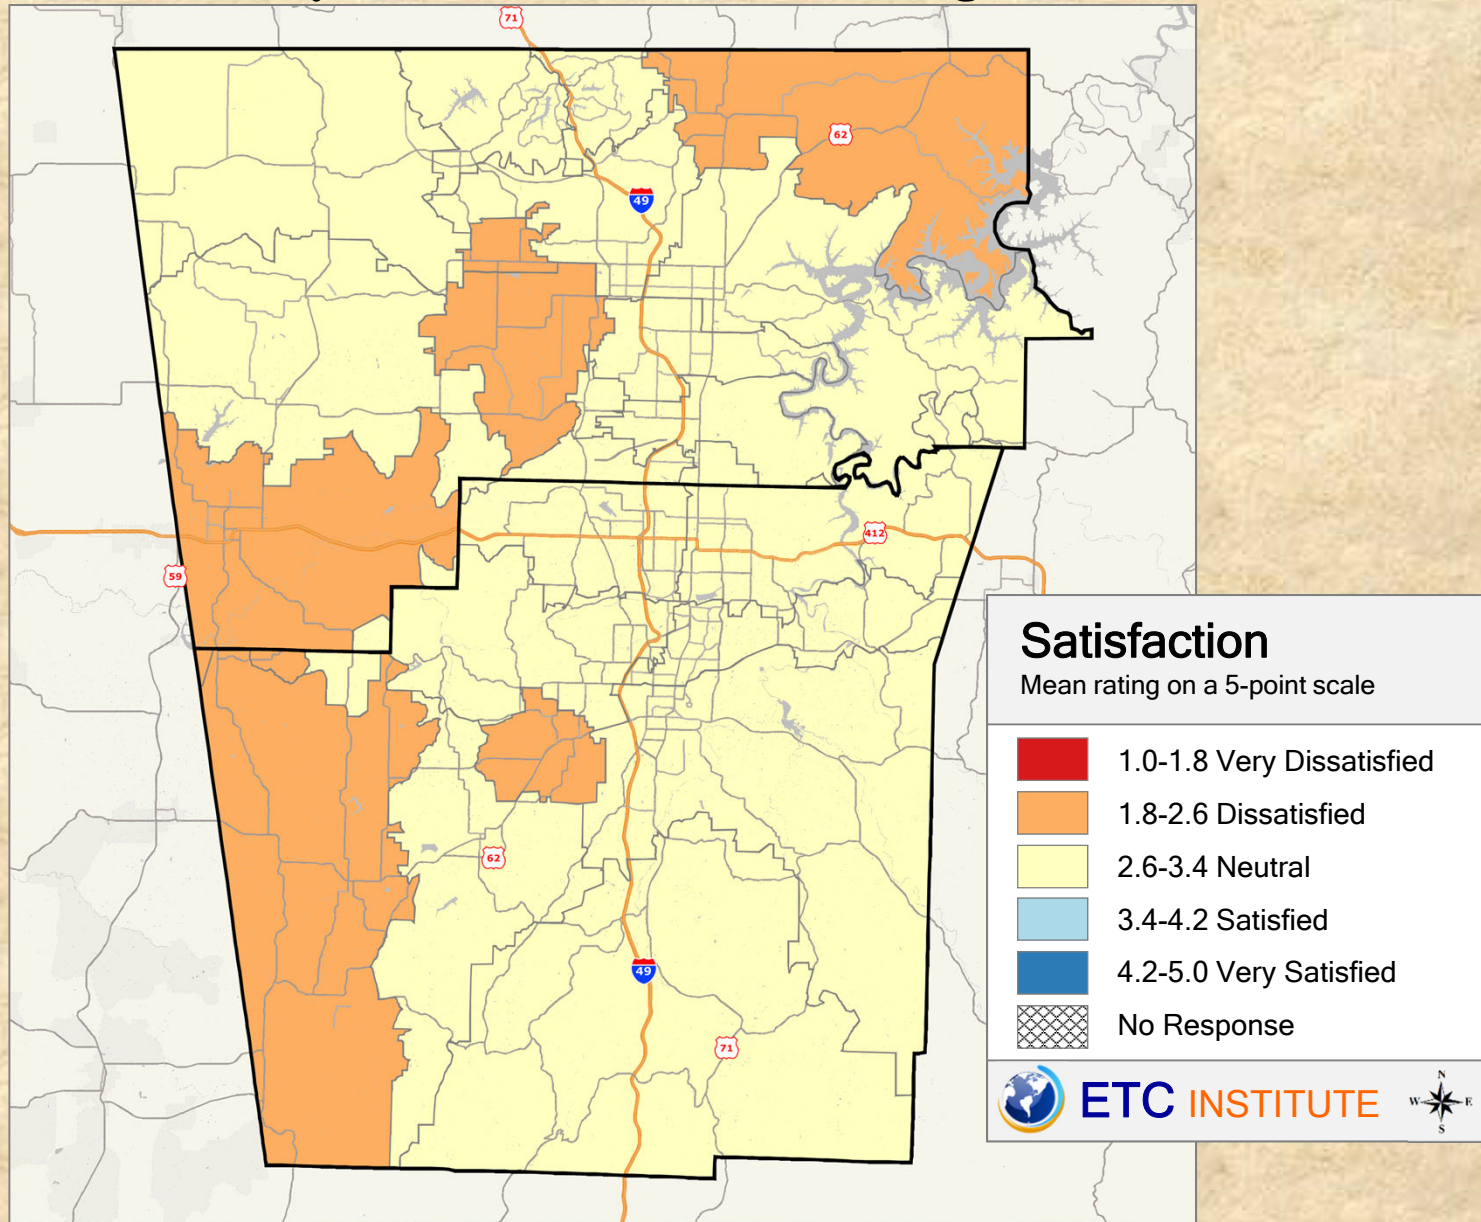 71
62
49
412
59
62
49
71
Satisfaction
Mean rating on a 5-point scale
1.0-1.8 Very Dissatisfied
1.8-2.6 Dissatisfied
2.6-3.4 Neutral
3.4-4.2 Satisfied
4.2-5.0 Very Satisfied
No Response
ETC INSTITUTE
N
W E
S